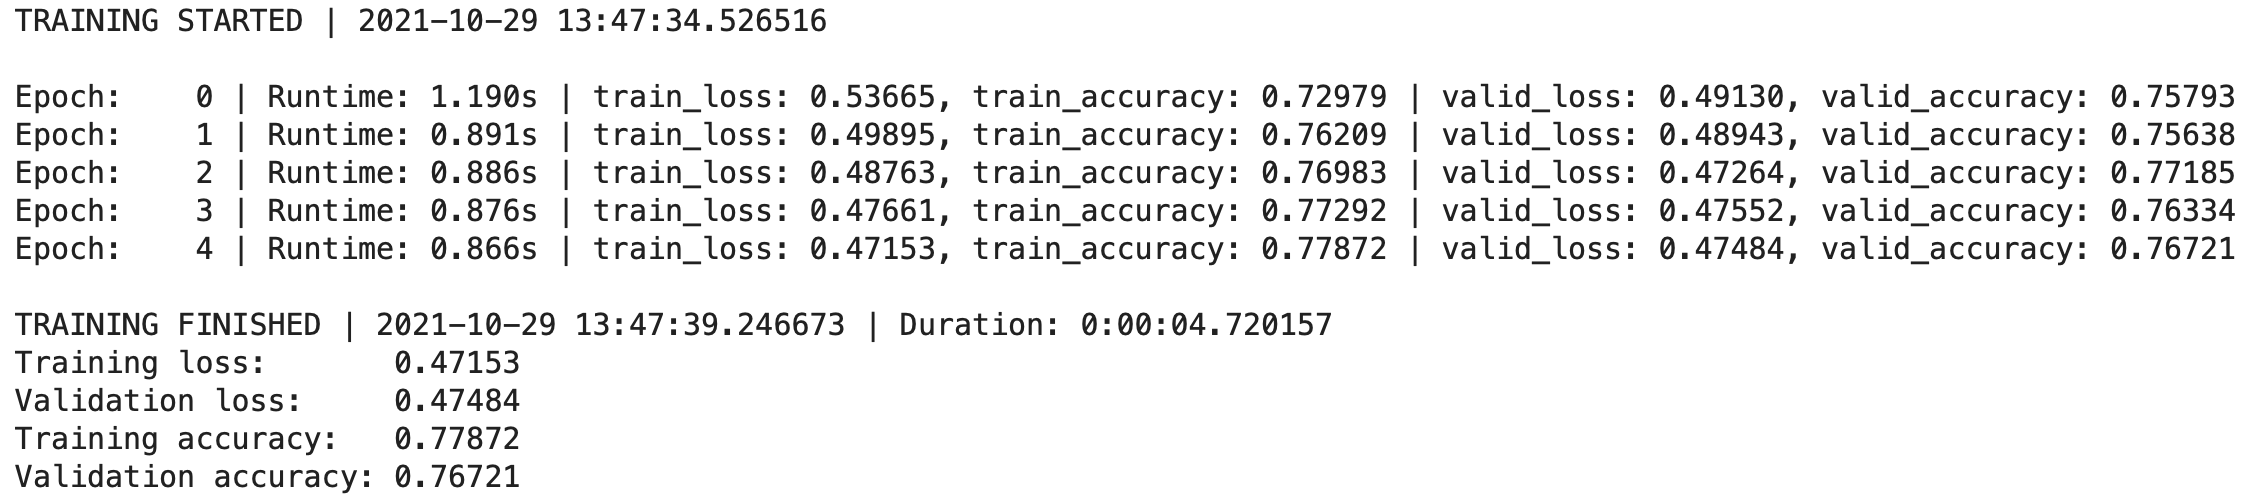 TRAINING STARTED | 2021-10-29 13:47:34.526516
Epoch:    0 | Runtime: 1.190s | train_loss: 0.53665, train_accuracy: 0.72979 | valid_loss: 0.49130, valid_accuracy: 0.75793
Epoch:    1 | Runtime: 0.891s | train_loss: 0.49895, train_accuracy: 0.76209 | valid_loss: 0.48943, valid_accuracy: 0.75638
Epoch:    2 | Runtime: 0.886s | train_loss: 0.48763, train_accuracy: 0.76983 | valid_loss: 0.47264, valid_accuracy: 0.77185
Epoch:    3 | Runtime: 0.876s | train_loss: 0.47661, train_accuracy: 0.77292 | valid_loss: 0.47552, valid_accuracy: 0.76334
Epoch:    4 | Runtime: 0.866s | train_loss: 0.47153, train_accuracy: 0.77872 | valid_loss: 0.47484, valid_accuracy: 0.76721
TRAINING FINISHED | 2021-10-29 13:47:39.246673 | Duration: 0:00:04.720157
Training loss:       0.47153
Validation loss:     0.47484
Training accuracy:   0.77872
Validation accuracy: 0.76721